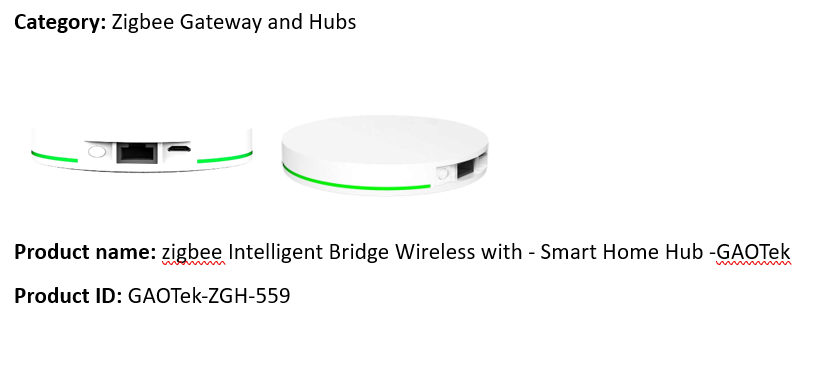 Category: Zigbee Gateway and Hubs
Product name: zigbee Intelligent Bridge Wireless with - Smart Home Hub -GAOTek
Product ID: GAOTek-ZGH-559